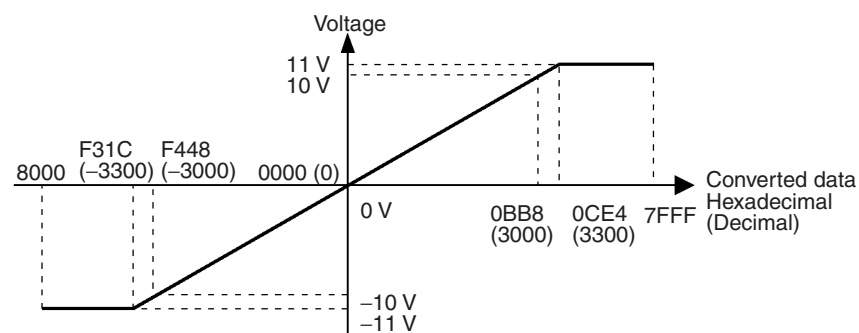 Voltage
11 V
10 V
F31C
F448
8000
(–3300)
(–3000)
0000 (0)
Converted data
Hexadecimal
(Decimal)
0 V
0BB8
0CE4
7FFF
(3000)
(3300)
–10 V
–11 V